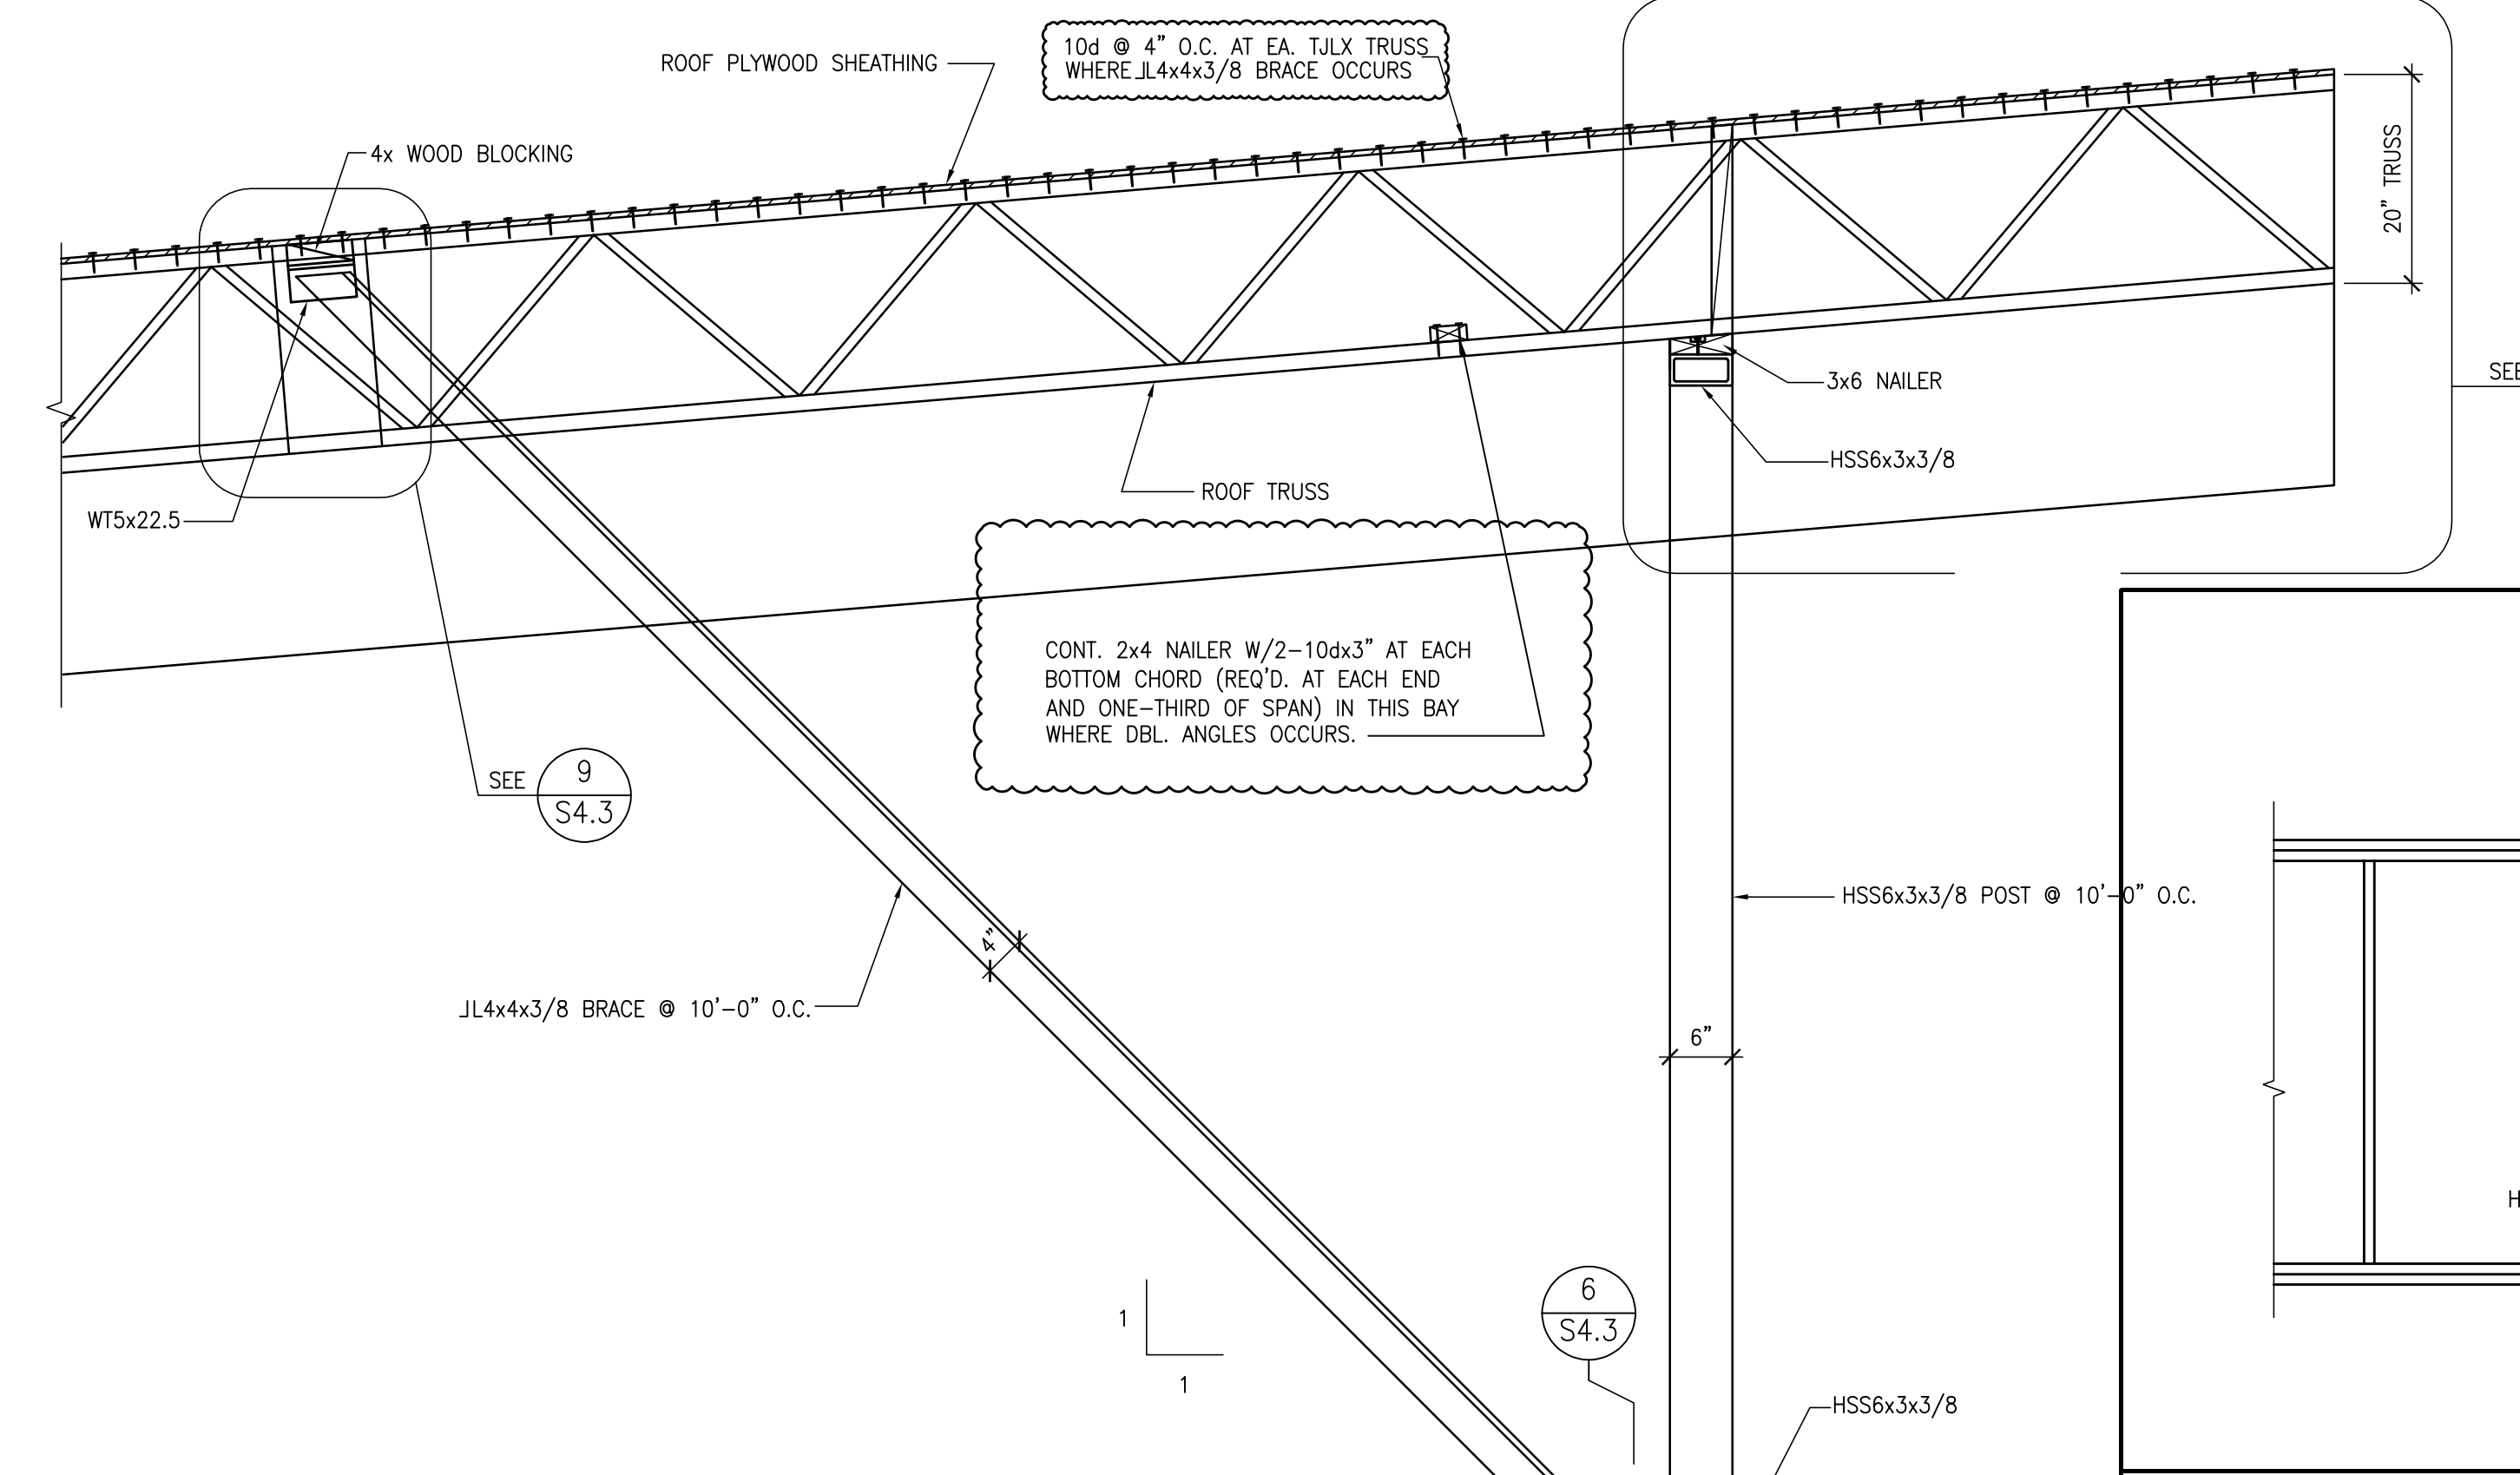 10d @ 4" O.C. AT EA. TJLX TRUSS
WHERE ⅃L4x4x3/8 BRACE OCCURS
ROOF PLYWOOD SHEATHING
4x WOOD BLOCKING
20" TRUSS
SEE
3x6 NAILER
HSS6x3x3/8
ROOF TRUSS
WT5x22.5
CONT. 2x4 NAILER W/2-10dx3" AT EACH
BOTTOM CHORD (REQ'D. AT EACH END
AND ONE-THIRD OF SPAN) IN THIS BAY
WHERE DBL. ANGLES OCCURS.
SEE
9
S4.3
HSS6x3x3/8 POST @ 10'-0" O.C.
4"
⅃L4x4x3/8 BRACE @ 10'-0" O.C.
6"
H
6
S4.3
1
1
HSS6x3x3/8